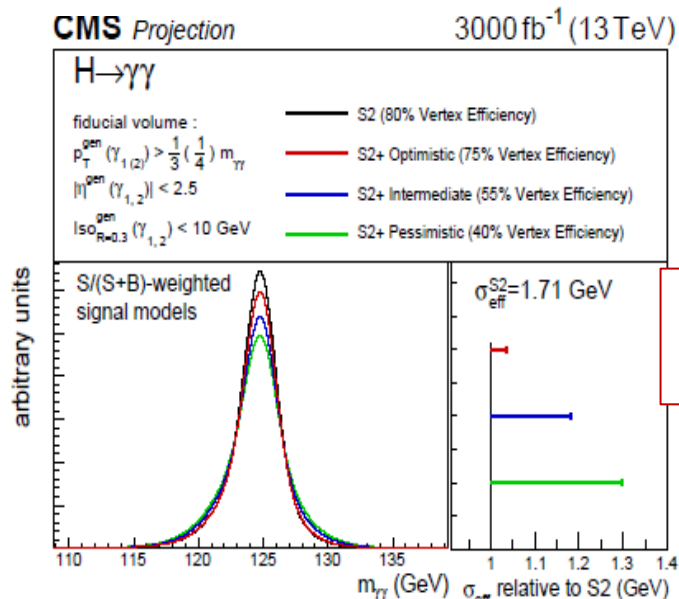 CMS Projection 3000 fb⁻¹ (13 TeV)
H→γγ
fiducial volume :
p_T^gen (γ_1(2)) > 1/3 (1/4) m_γγ
|η^gen (γ_1,2)| < 2.5
Iso_R=0.3^gen (γ_1,2) < 10 GeV
S2 (80% Vertex Efficiency)
S2+ Optimistic (75% Vertex Efficiency)
S2+ Intermediate (55% Vertex Efficiency)
S2+ Pessimistic (40% Vertex Efficiency)
arbitrary units
S/(S+B)-weighted
signal models
110 115 120 125 130 135
m_γγ (GeV)
σ_eff^S2=1.71 GeV
1 1.1 1.2 1.3 1.4
σ_eff relative to S2 (GeV)